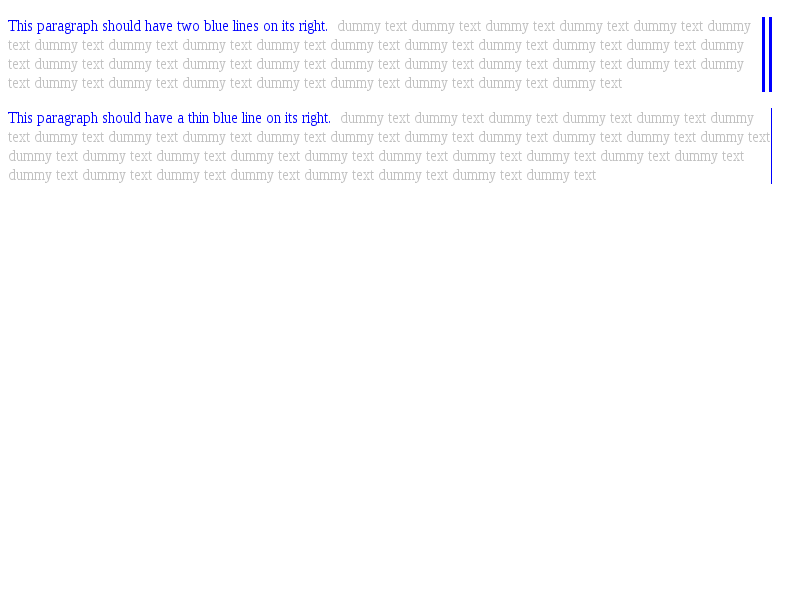 This paragraph should have two blue lines on its right. dummy text dummy text dummy text dummy text dummy text dummy
text dummy text dummy text dummy text dummy text dummy text dummy text dummy text dummy text dummy text dummy
text dummy text dummy text dummy text dummy text dummy text dummy text dummy text dummy text dummy text dummy
text dummy text dummy text dummy text dummy text dummy text dummy text dummy text dummy text
This paragraph should have a thin blue line on its right. dummy text dummy text dummy text dummy text dummy text dummy
text dummy text dummy text dummy text dummy text dummy text dummy text dummy text dummy text dummy text dummy text
dummy text dummy text dummy text dummy text dummy text dummy text dummy text dummy text dummy text dummy text
dummy text dummy text dummy text dummy text dummy text dummy text dummy text dummy text